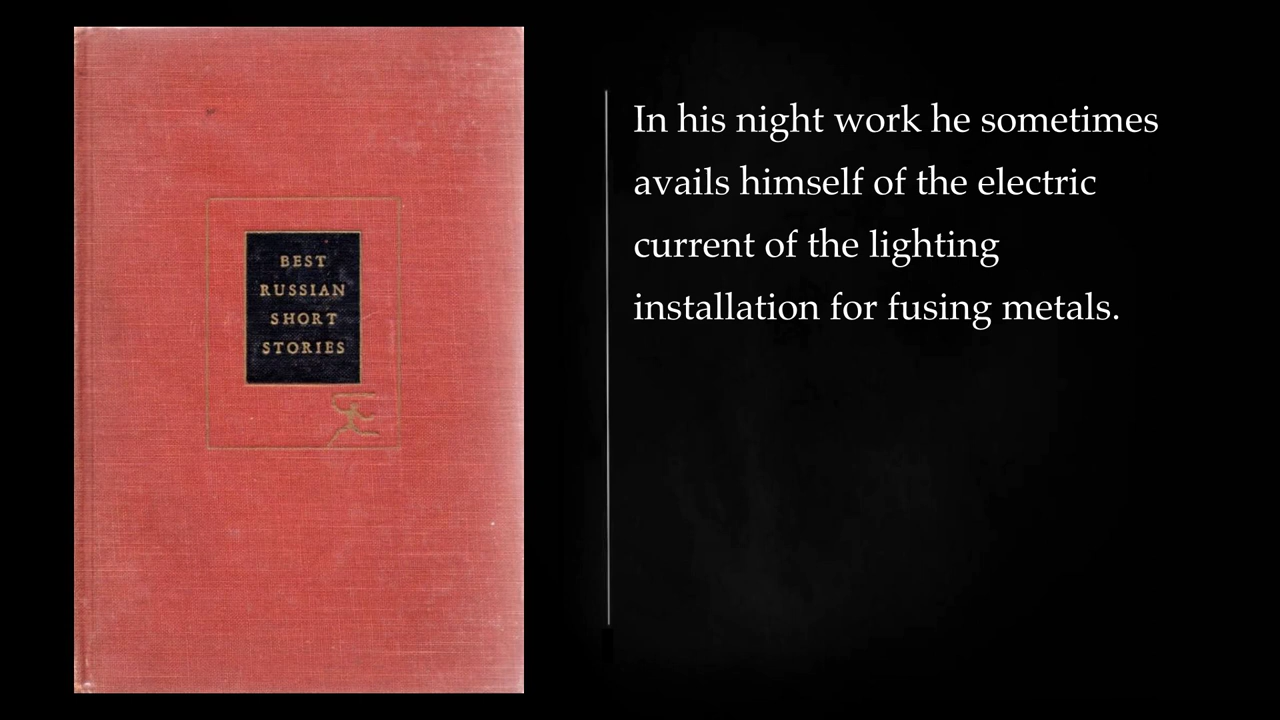 BEST
RUSSIAN
SHORT
STORIES
In his night work he sometimes
avails himself of the electric
current of the lighting
installation for fusing metals.